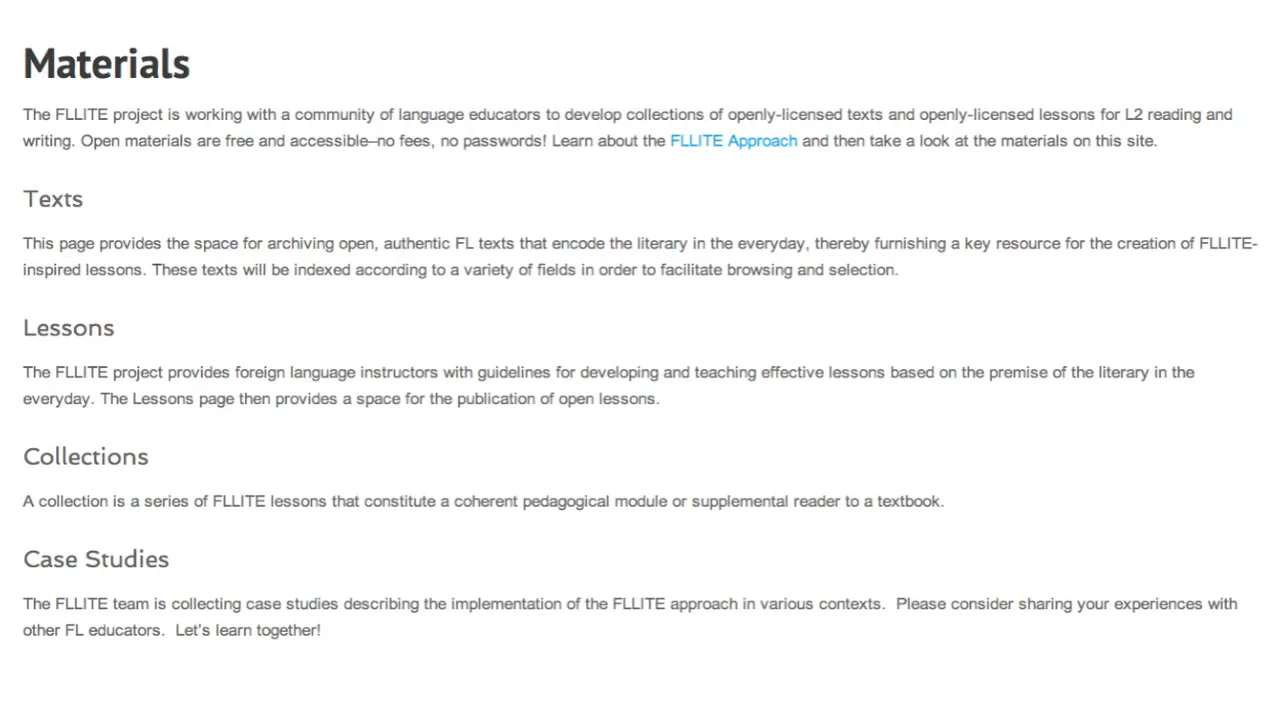 Materials
The FLLITE project is working with a community of language educators to develop collections of openly-licensed texts and openly-licensed lessons for L2 reading and
writing. Open materials are free and accessible–no fees, no passwords! Learn about the FLLITE Approach and then take a look at the materials on this site.
Texts
This page provides the space for archiving open, authentic FL texts that encode the literary in the everyday, thereby furnishing a key resource for the creation of FLLITE-
inspired lessons. These texts will be indexed according to a variety of fields in order to facilitate browsing and selection.
Lessons
The FLLITE project provides foreign language instructors with guidelines for developing and teaching effective lessons based on the premise of the literary in the
everyday. The Lessons page then provides a space for the publication of open lessons.
Collections
A collection is a series of FLLITE lessons that constitute a coherent pedagogical module or supplemental reader to a textbook.
Case Studies
The FLLITE team is collecting case studies describing the implementation of the FLLITE approach in various contexts.  Please consider sharing your experiences with
other FL educators.  Let's learn together!